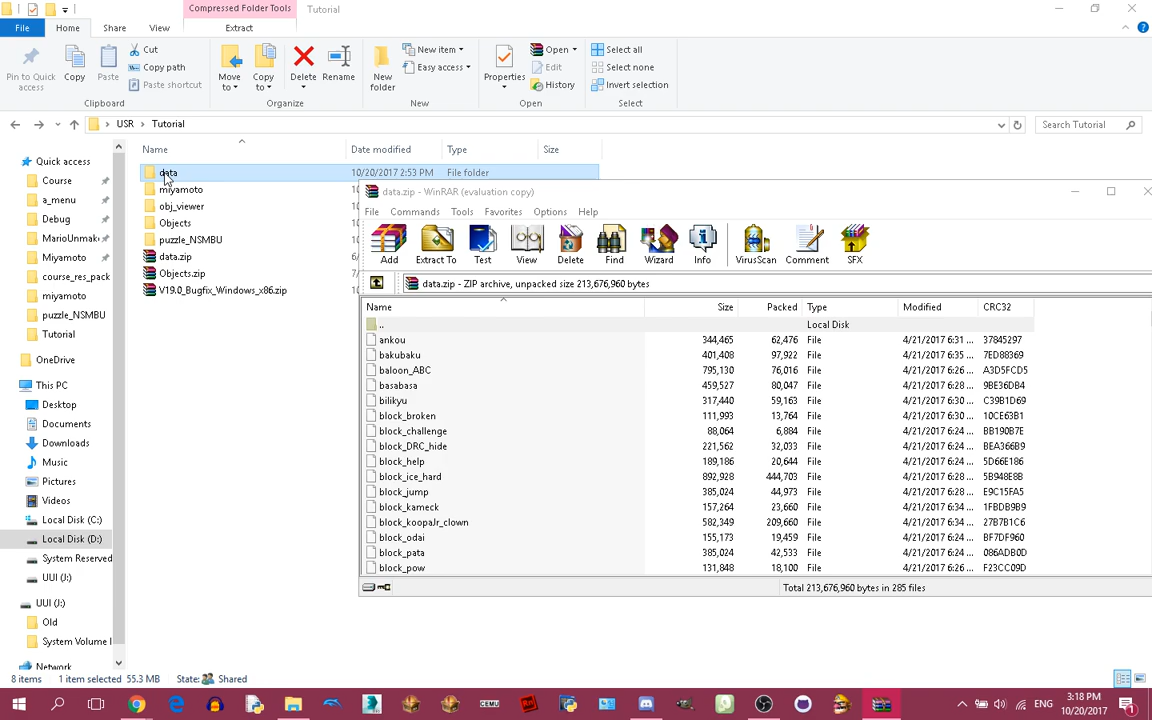 Compressed Folder Tools
Tutorial
File
Home
Share
View
Extract
Pin to Quick access
Copy
Paste
Cut
Copy path
Paste shortcut
Clipboard
Move to
Copy to
Delete
Rename
Organize
New folder
New item
Easy access
New
Properties
Open
Edit
History
Open
Select all
Select none
Invert selection
Select
USR
Tutorial
Search Tutorial
Quick access
Course
a_menu
Debug
MarioUnmak
Miyamoto
course_res_pack
miyamoto
puzzle_NSMBU
Tutorial
OneDrive
This PC
Desktop
Documents
Downloads
Music
Pictures
Videos
Local Disk (C:)
Local Disk (D:)
System Reserved
UUI (J:)
UUI (J:)
Old
System Volume I
Network
Name Date modified Type Size
data 10/20/2017 2:53 PM File folder
miyamoto
obj_viewer
Objects
puzzle_NSMBU
data.zip
Objects.zip
V19.0_Bugfix_Windows_x86.zip
data.zip - WinRAR (evaluation copy)
File Commands Tools Favorites Options Help
Add Extract To Test View Delete Find Wizard Info VirusScan Comment SFX
data.zip - ZIP archive, unpacked size 213,676,960 bytes
Name Size Packed Type Modified CRC32
.. Local Disk
ankou 344,465 62,476 File 4/21/2017 6:31 ... 37845297
bakubaku 401,408 97,922 File 4/21/2017 6:35 ... 7ED88369
baloon_ABC 795,130 76,016 File 4/21/2017 6:26 ... A3D5FCD5
basabasa 459,527 80,047 File 4/21/2017 6:28 ... 9BE36DB4
bilikyu 317,440 59,163 File 4/21/2017 6:30 ... C39B1D69
block_broken 111,993 13,764 File 4/21/2017 6:30 ... 10CE63B1
block_challenge 88,064 6,884 File 4/21/2017 6:24 ... BB190B7E
block_DRC_hide 221,562 32,033 File 4/21/2017 6:24 ... BEA366B9
block_help 189,186 20,644 File 4/21/2017 6:24 ... 5D66E186
block_ice_hard 892,928 444,703 File 4/21/2017 6:28 ... 5B948E8B
block_jump 385,024 44,973 File 4/21/2017 6:28 ... E9C15FA5
block_kameck 157,264 23,660 File 4/21/2017 6:34 ... 1FBDB9B9
block_koopaJr_clown 582,349 209,660 File 4/21/2017 6:34 ... 27B7B1C6
block_odai 155,173 19,459 File 4/21/2017 6:24 ... BF7DF960
block_pata 385,024 42,533 File 4/21/2017 6:24 ... 086ADB0D
block_pow 131,848 18,100 File 4/21/2017 6:26 ... F23CC09D
Total 213,676,960 bytes in 285 files
8 items 1 item selected 55.3 MB State: Shared
CEMU
ENG
3:18 PM
10/20/2017